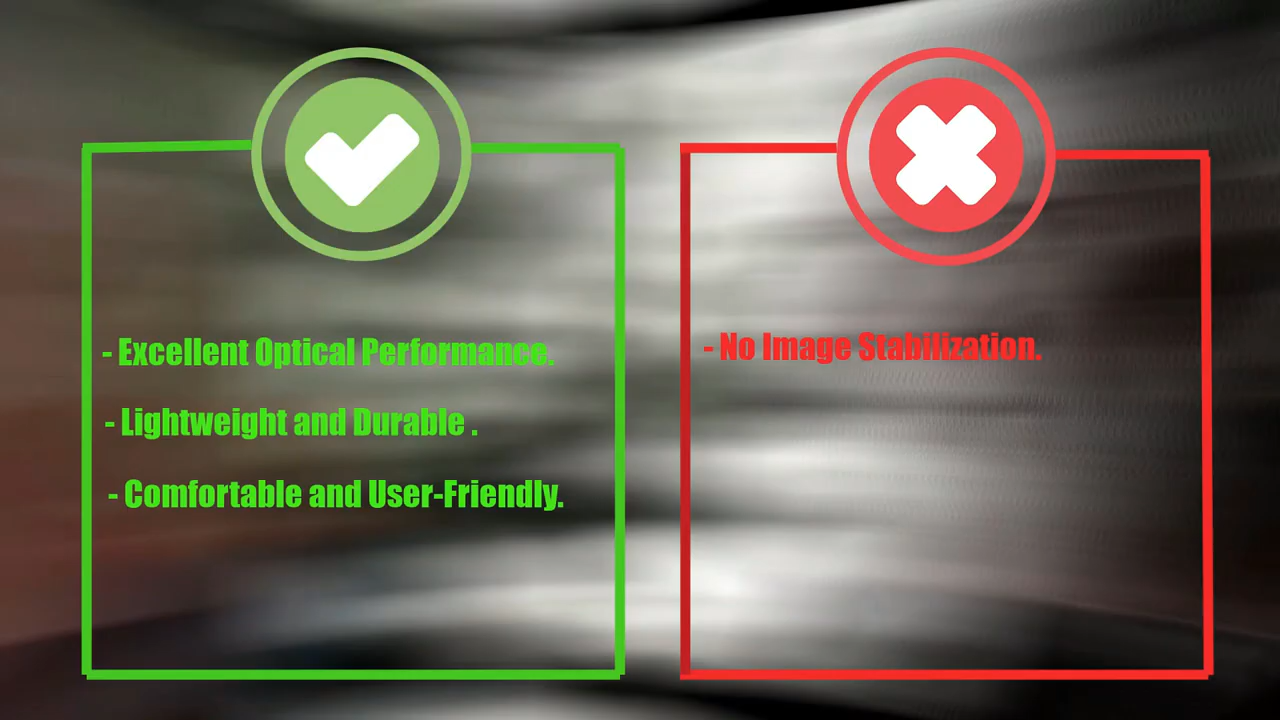 - Excellent Optical Performance.
- Lightweight and Durable .
- Comfortable and User-Friendly.
- No Image Stabilization.